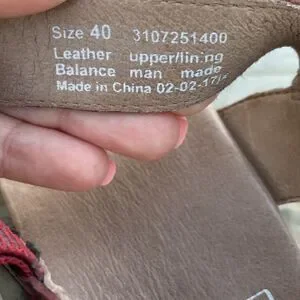 Size 40 3107251400
Leather upper/lining
Balance man made
Made in China 02-02-17/